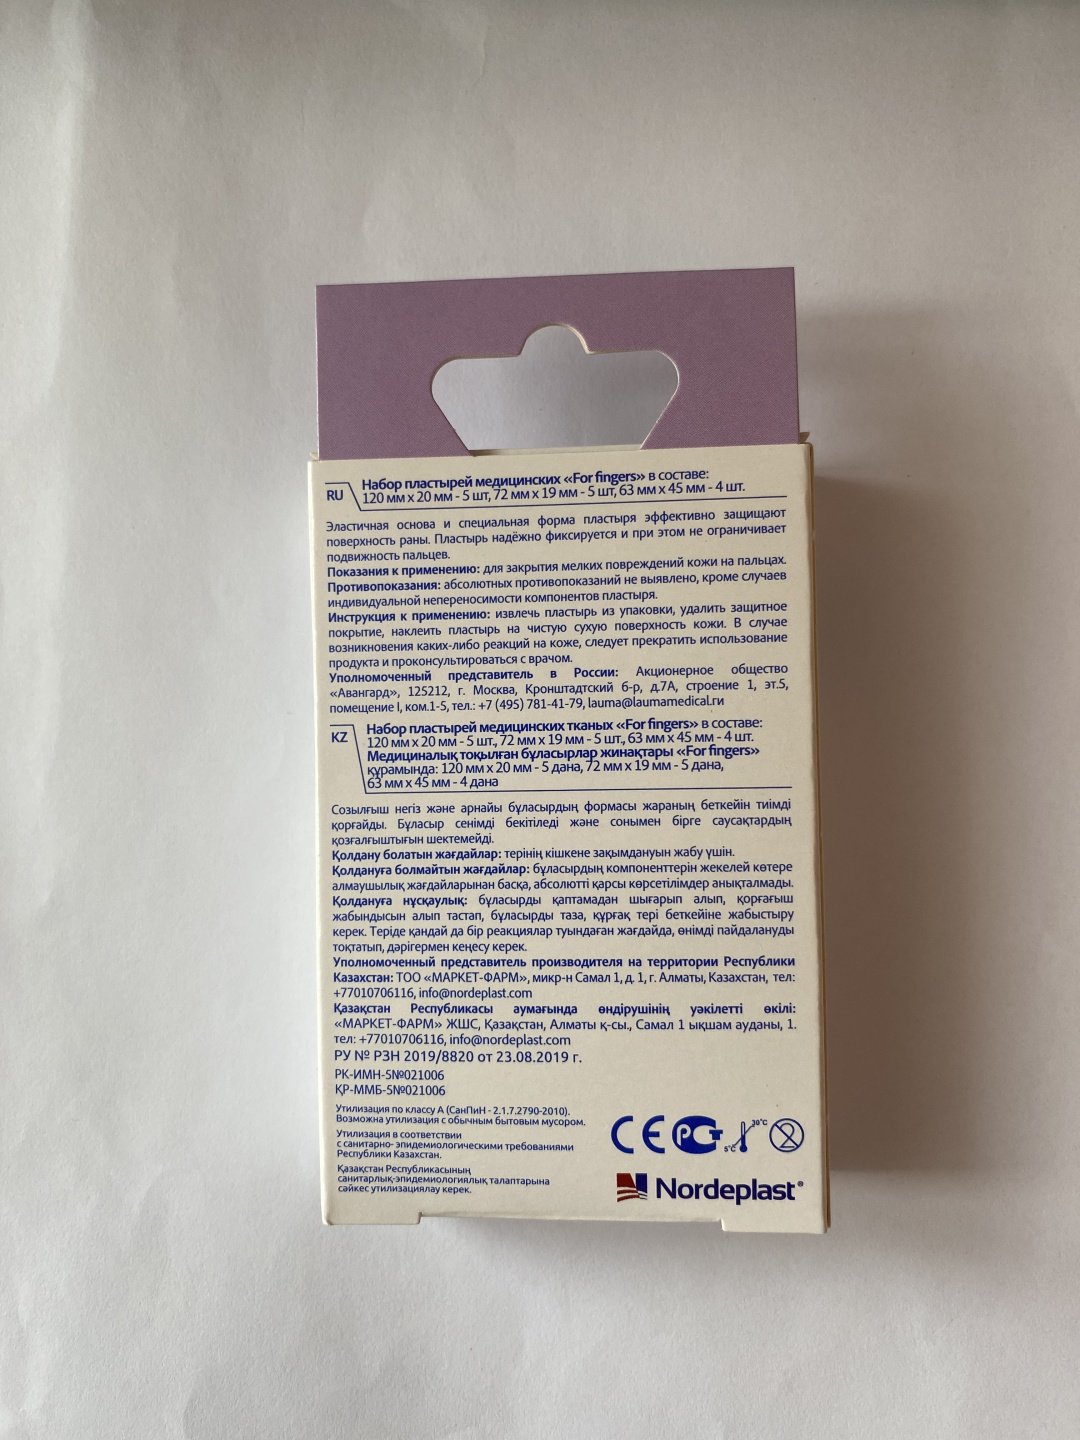 RU
Набор пластырей медицинских «For fingers» в составе:
120 мм x 20 мм - 5 шт, 72 мм x 19 мм - 5 шт, 63 мм x 45 мм - 4 шт.
Эластичная основа и специальная форма пластыря эффективно защищают
поверхность раны. Пластырь надёжно фиксируется и при этом не ограничивает
подвижность пальцев.
Показания к применению: для закрытия мелких повреждений кожи на пальцах.
Противопоказания: абсолютных противопоказаний не выявлено, кроме случаев
индивидуальной непереносимости компонентов пластыря.
Инструкция к применению: извлечь пластырь из упаковки, удалить защитное
покрытие, наклеить пластырь на чистую сухую поверхность кожи. В случае
возникновения каких-либо реакций на коже, следует прекратить использование
продукта и проконсультироваться с врачом.
Уполномоченный представитель в России: Акционерное общество
«Авангард», 125212, г. Москва, Кронштадтский б-р, д.7А, строение 1, эт.5,
помещение I, ком.1-5, тел.: +7 (495) 781-41-79, lauma@laumamedical.ru
KZ
Набор пластырей медицинских тканых «For fingers» в составе:
120 мм x 20 мм - 5 шт., 72 мм x 19 мм - 5 шт., 63 мм x 45 мм - 4 шт.
Медициналық тоқылған бұласырлар жинақтары «For fingers»
құрамында: 120 мм x 20 мм - 5 дана, 72 мм x 19 мм - 5 дана,
63 мм x 45 мм - 4 дана
Созылғыш негіз және арнайы бұласырдың формасы жараның беткейін тиімді
қорғайды. Бұласыр сенімді бекітіледі және сонымен бірге саусақтардың
қозғалғыштығын шектемейді.
Қолдану болатын жағдайлар: терінің кішкене зақымдануын жабу үшін.
Қолдануға болмайтын жағдайлар: бұласырдың компоненттерін жекелей көтере
алмаушылық жағдайларынан басқа, абсолютті қарсы көрсетілімдер анықталмады.
Қолдануға нұсқаулық: бұласырды қаптамадан шығарып алып, қорғағыш
жабындысын алып тастап, бұласырды таза, құрғақ тері беткейіне жабыстыру
керек. Теріде қандай да бір реакциялар туындаған жағдайда, өнімді пайдалануды
тоқтатып, дәрігермен кеңесу керек.
Уполномоченный представитель производителя на территории Республики
Казахстан: ТОО «МАРКЕТ-ФАРМ», микр-н Самал 1, д. 1, г. Алматы, Казахстан, тел:
+77010706116, info@nordeplast.com
Қазақстан Республикасы аумағында өндірушінің уәкілетті өкілі:
«МАРКЕТ-ФАРМ» ЖШС, Қазақстан, Алматы қ-сы., Самал 1 ықшам ауданы, 1.
тел: +77010706116, info@nordeplast.com
РУ № РЗН 2019/8820 от 23.08.2019 г.
РК-ИМН-5№021006
ҚР-ММБ-5№021006
Утилизация по классу А (СанПиН - 2.1.7.2790-2010).
Возможна утилизация с обычным бытовым мусором.
Утилизация в соответствии
с санитарно- эпидемиологическими требованиями
Республики Казахстан.
Қазақстан Республикасының
санитарлық-эпидемиологиялық талаптарына
сәйкес утилизациялау керек.
CE РСТ 5°C 30°C 2
Nordeplast®